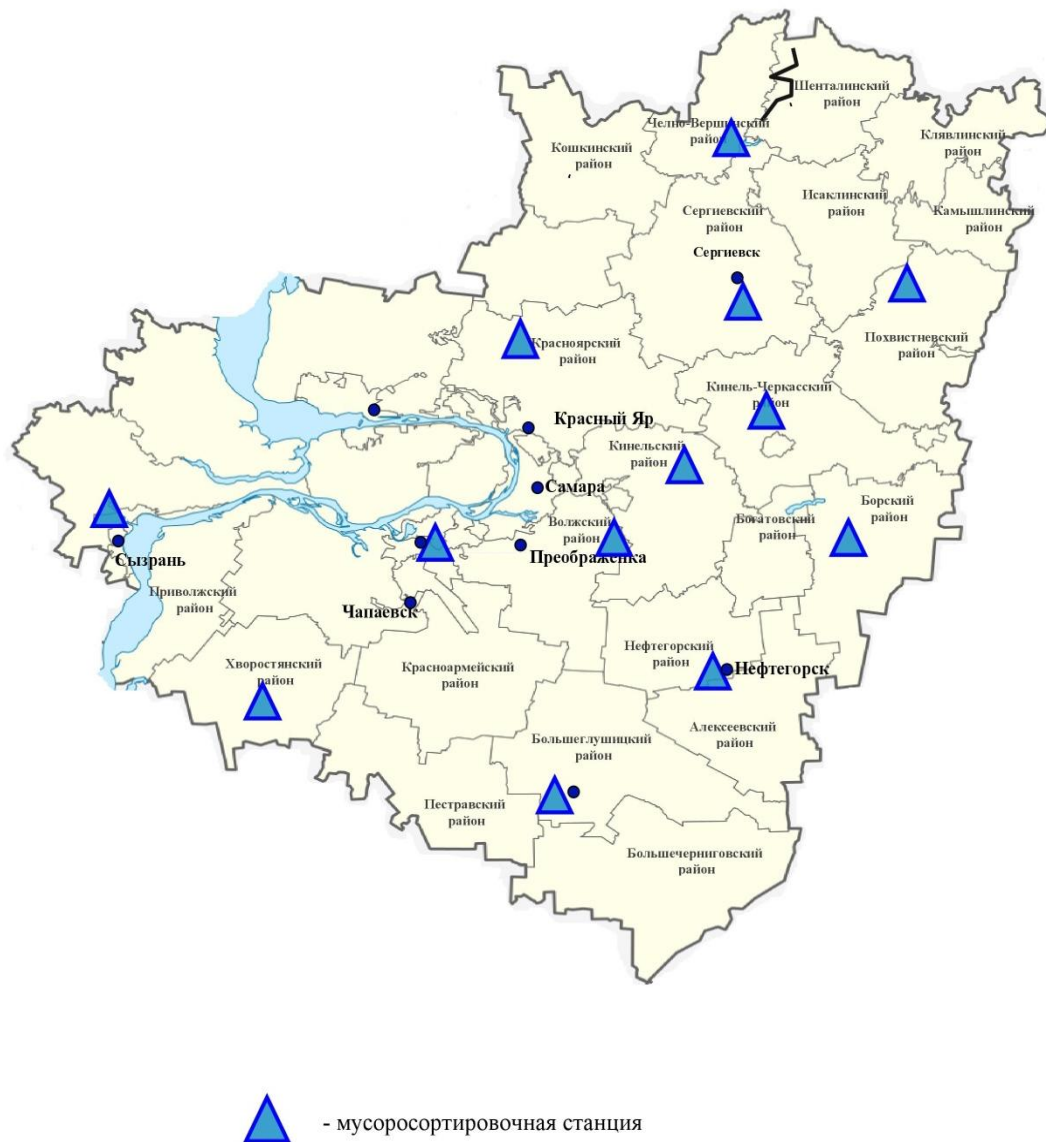 Шенталинский
район
Челно-Вершинский
район
Кошкинский
район
Клявлинский
район
Исаклинский
район
Сергиевский
район
Камышлинский
район
Сергиевск
Красноярский
район
Похвистневский
район
Кинель-Черкасский
район
Красный Яр
Кинельский
район
Самара
Борский
район
Волжский
район
Богатовский
район
Преображенка
Сызрань
Приволжский
район
Чапаевск
Нефтегорский
район
Нефтегорск
Хворостянский
район
Красноармейский
район
Алексеевский
район
Большеглушицкий
район
Пестравский
район
Большечерниговский
район
- мусоросортировочная станция